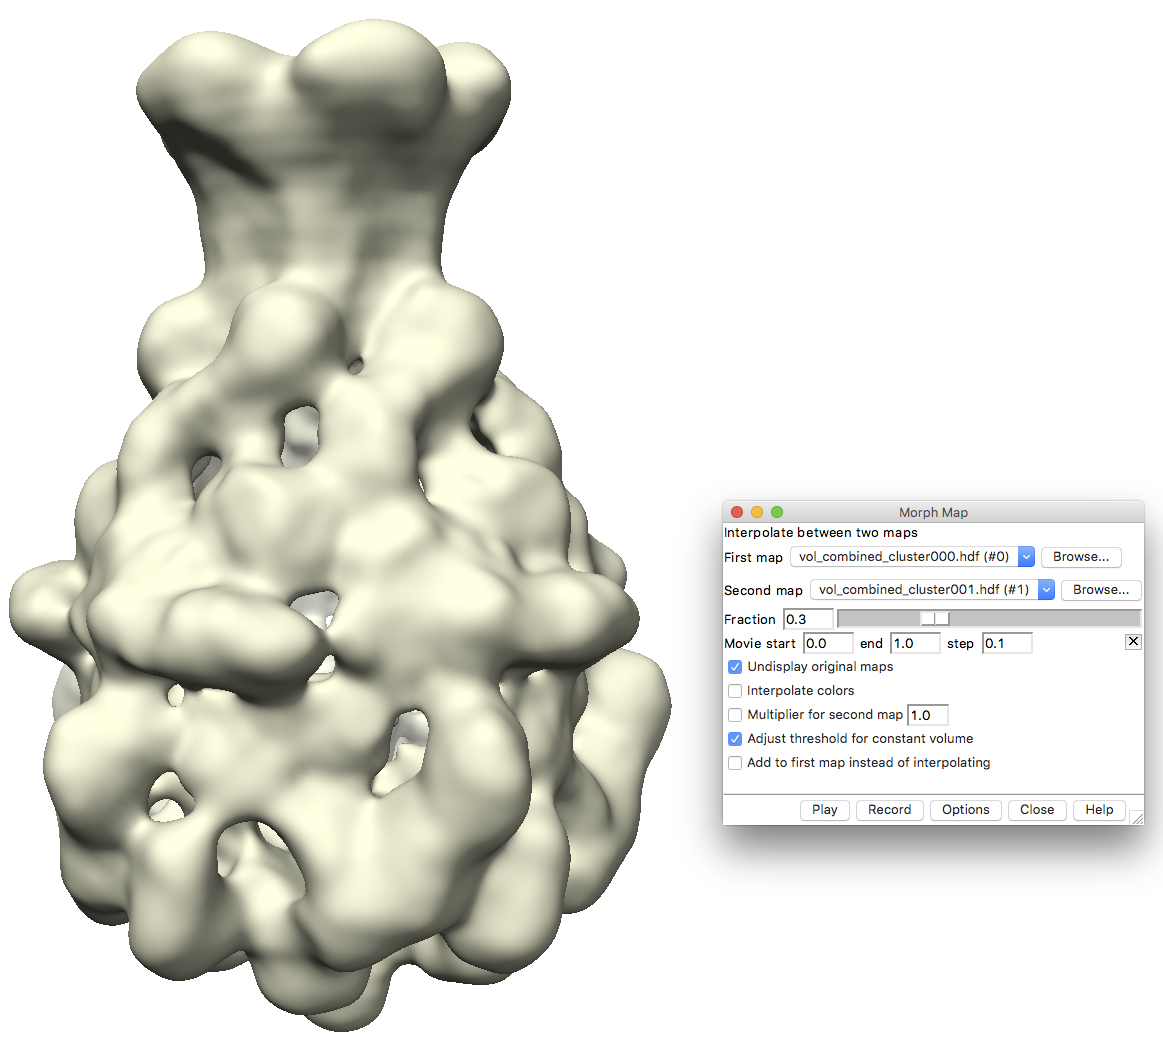 Morph Map
Interpolate between two maps
First map vol_combined_cluster000.hdf (#0) Browse...
Second map vol_combined_cluster001.hdf (#1) Browse...
Fraction 0.3
Movie start 0.0 end 1.0 step 0.1
Undisplay original maps
Interpolate colors
Multiplier for second map 1.0
Adjust threshold for constant volume
Add to first map instead of interpolating
Play Record Options Close Help